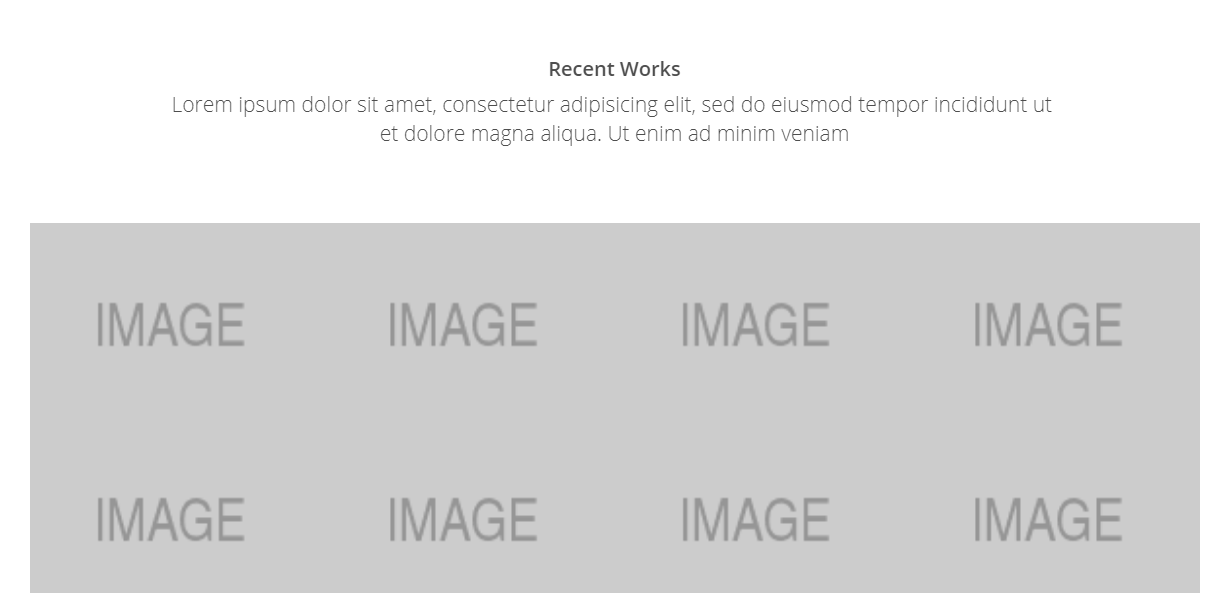 Recent Works
Lorem ipsum dolor sit amet, consectetur adipisicing elit, sed do eiusmod tempor incididunt ut
et dolore magna aliqua. Ut enim ad minim veniam
IMAGE IMAGE IMAGE IMAGE
IMAGE IMAGE IMAGE IMAGE